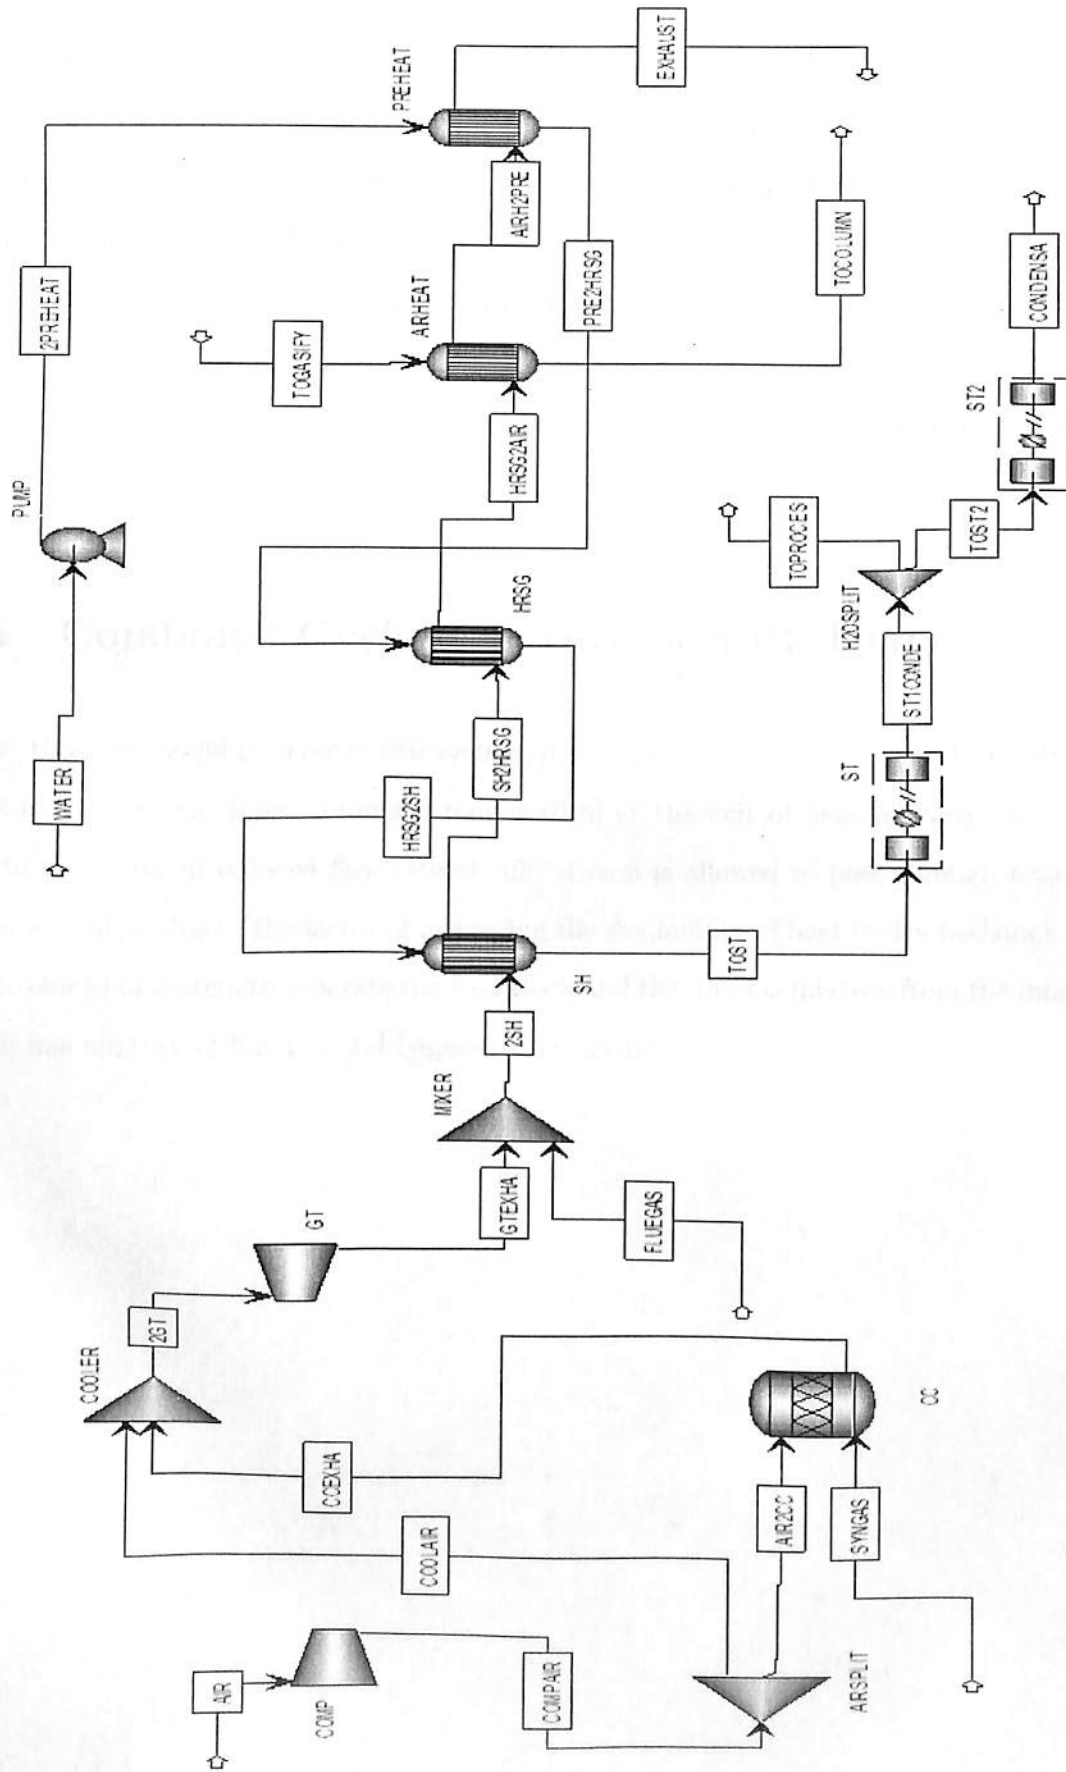 AIR
COMP
COMPAIR
ARSPLIT
COOLAIR
AIR2CC
SYNGAS
CC
CCEXHA
COOLER
2GT
GT
GTEXHA
FLUEGAS
MIXER
2SH
SH
TOST
ST
ST1CONDE
H2OSPLIT
TOPROCES
TOST2
ST2
CONDENSA
HRSG2SH
SH2HRSG
HRSG
HRSG2AIR
WATER
PUMP
2PREHEAT
TOGASIFY
ARHEAT
AIRH2PRE
PRE2HRSG
TOCOLUMN
PREHEAT
EXHAUST